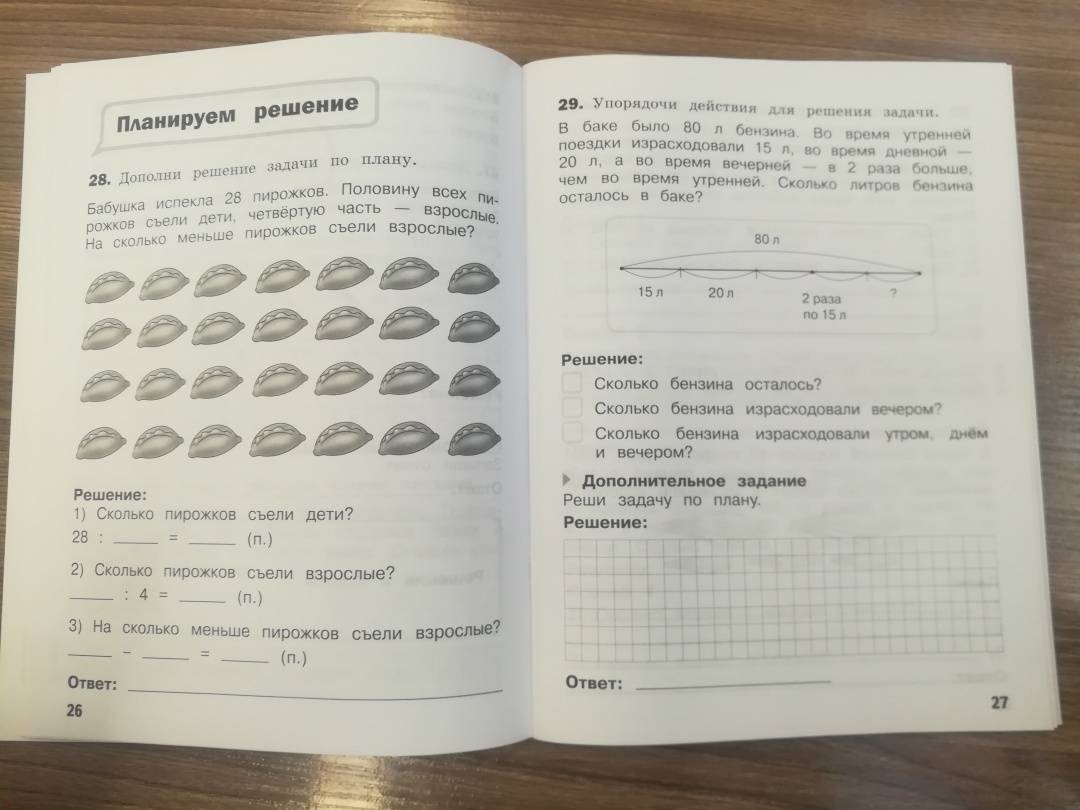 Планируем решение
28. Дополни решение задачи по плану.
Бабушка испекла 28 пирожков. Половину всех пи-
рожков съели дети, четвёртую часть — взрослые.
На сколько меньше пирожков съели взрослые?
Решение:
1) Сколько пирожков съели дети?
28 : ____ = ____ (п.)
2) Сколько пирожков съели взрослые?
____ : 4 = ____ (п.)
3) На сколько меньше пирожков съели взрослые?
____ - ____ = ____ (п.)
Ответ:
26
29. Упорядочи действия для решения задачи.
В баке было 80 л бензина. Во время утренней
поездки израсходовали 15 л, во время дневной —
20 л, а во время вечерней — в 2 раза больше,
чем во время утренней. Сколько литров бензина
осталось в баке?
80 л
15 л 20 л 2 раза ?
по 15 л
Решение:
Сколько бензина осталось?
Сколько бензина израсходовали вечером?
Сколько бензина израсходовали утром, днём
и вечером?
Дополнительное задание
Реши задачу по плану.
Решение:
Ответ:
27